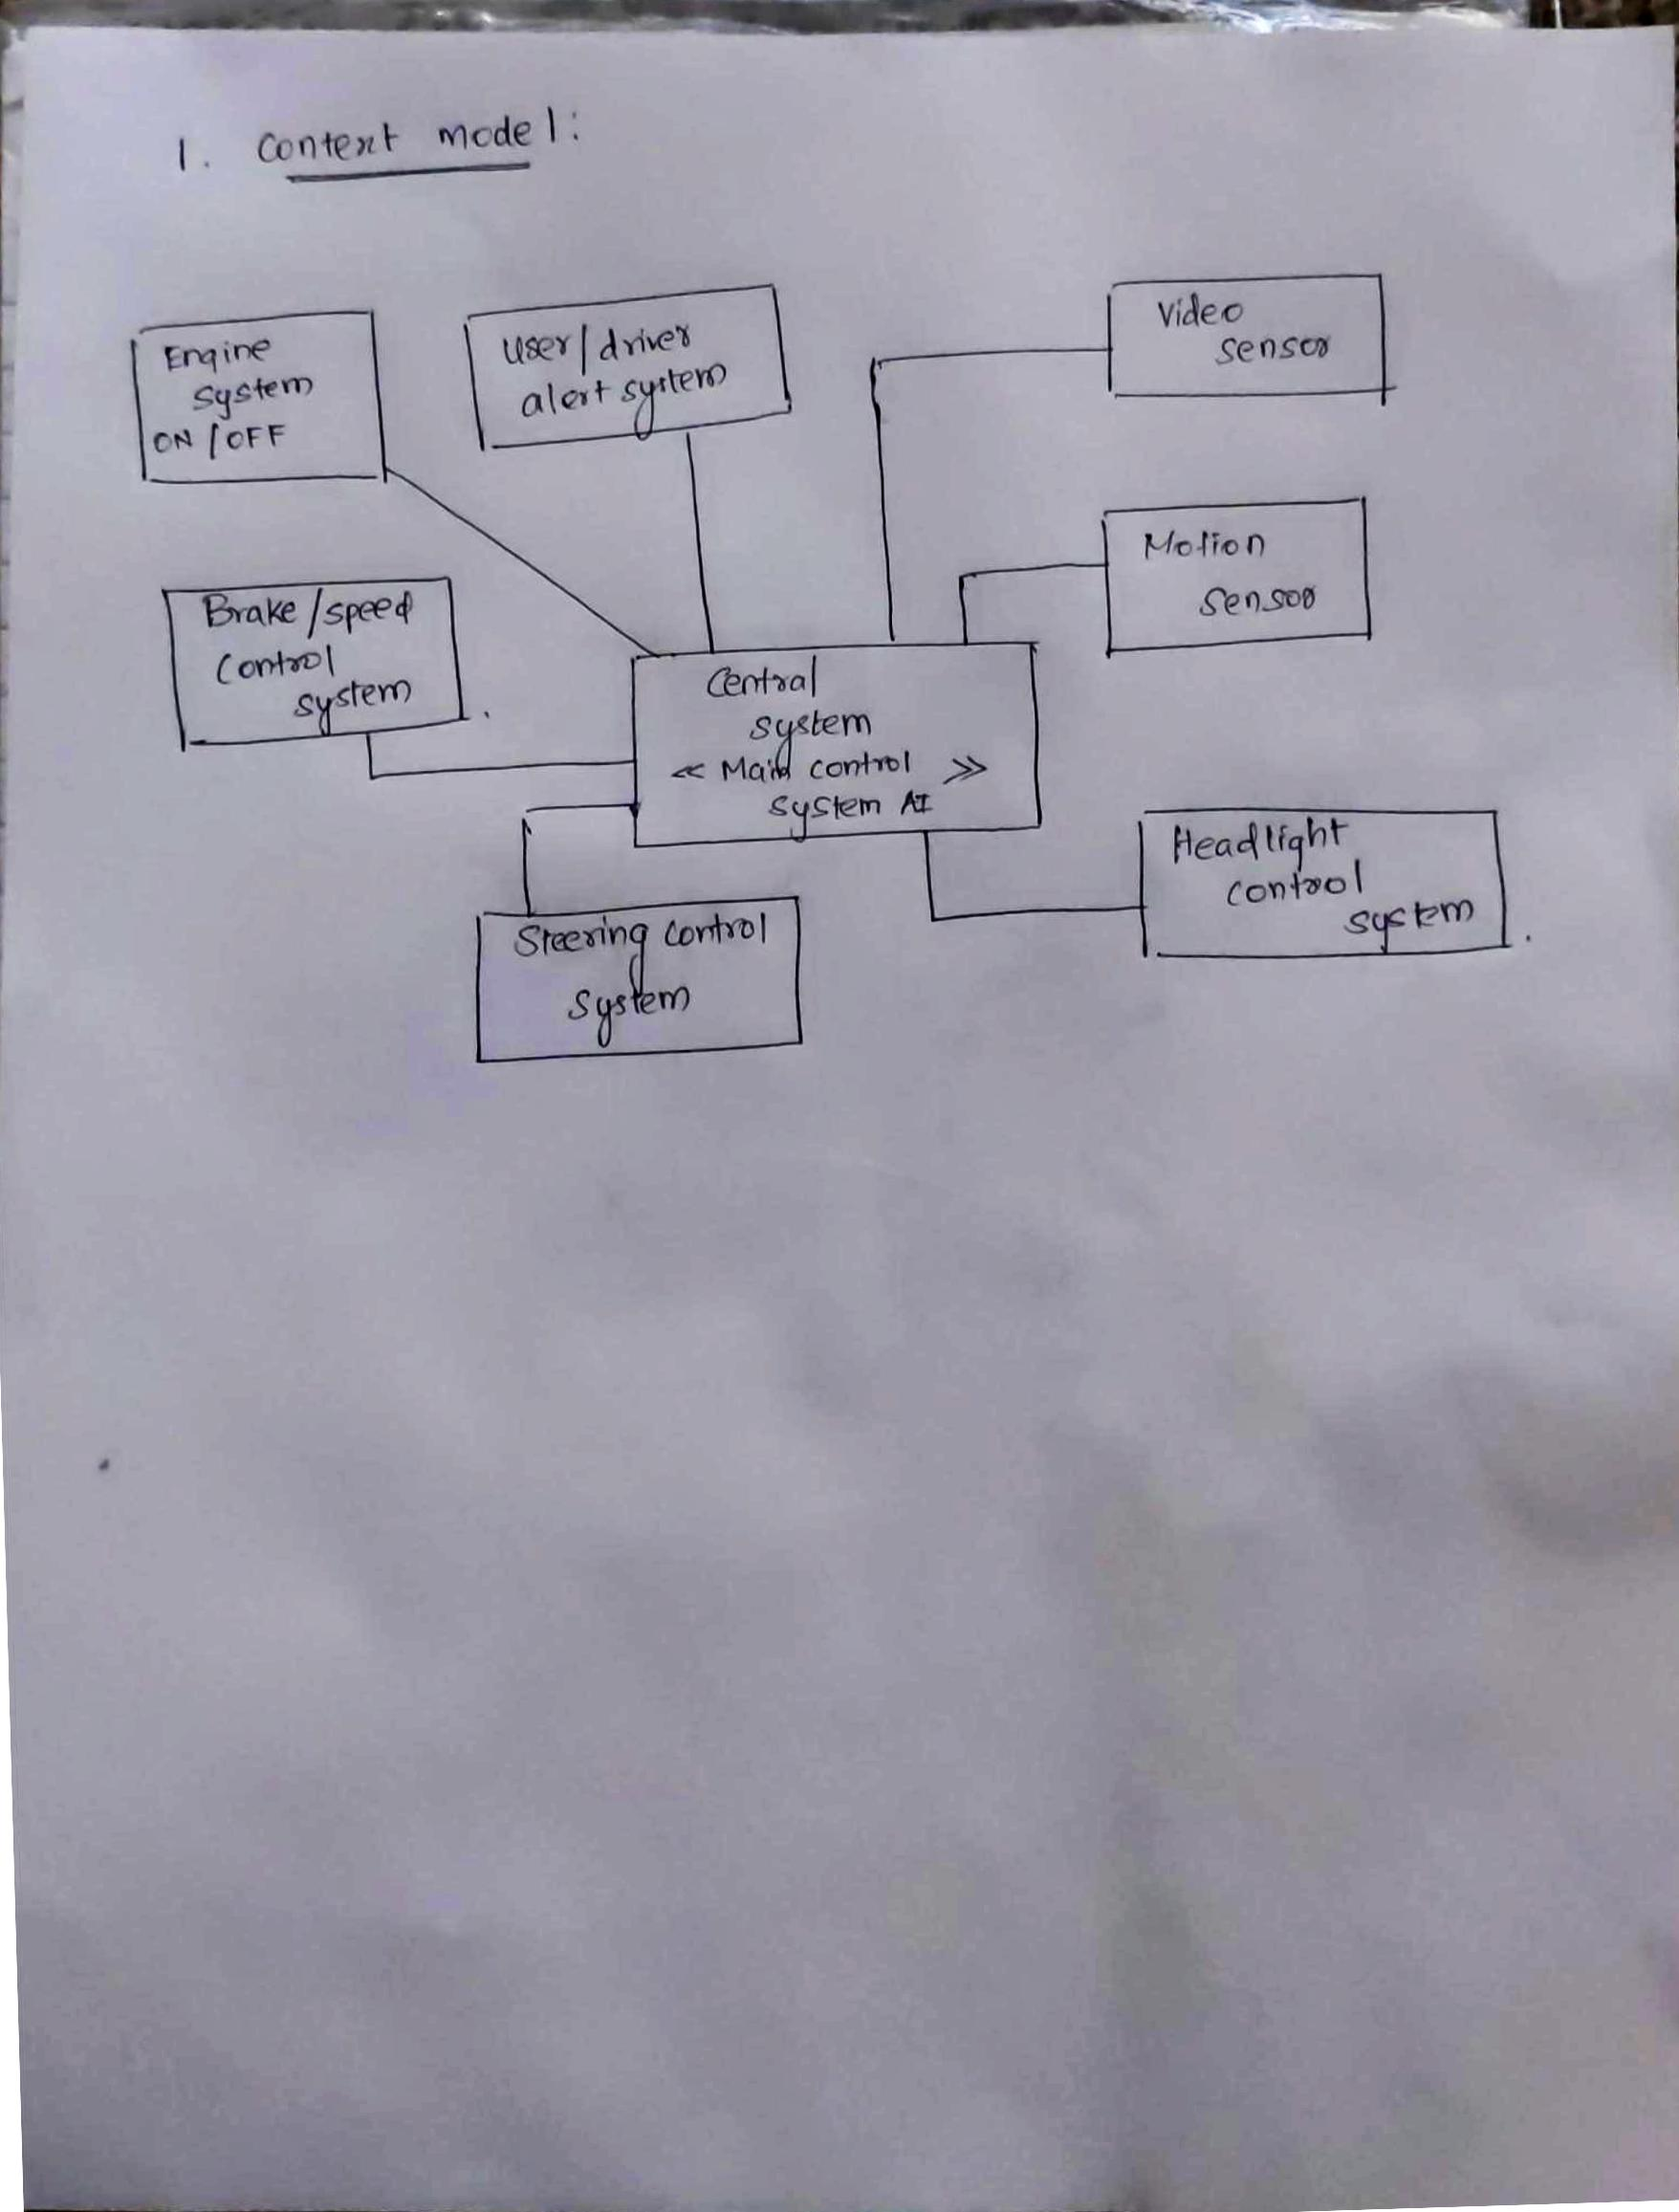 1. Context model:
Engine
system
ON/OFF
User/driver
alert system
Video
sensor
Motion
sensor
Brake/speed
control
system.
Central
system
<< Main control >>
system AI
Headlight
control
system.
Steering control
system